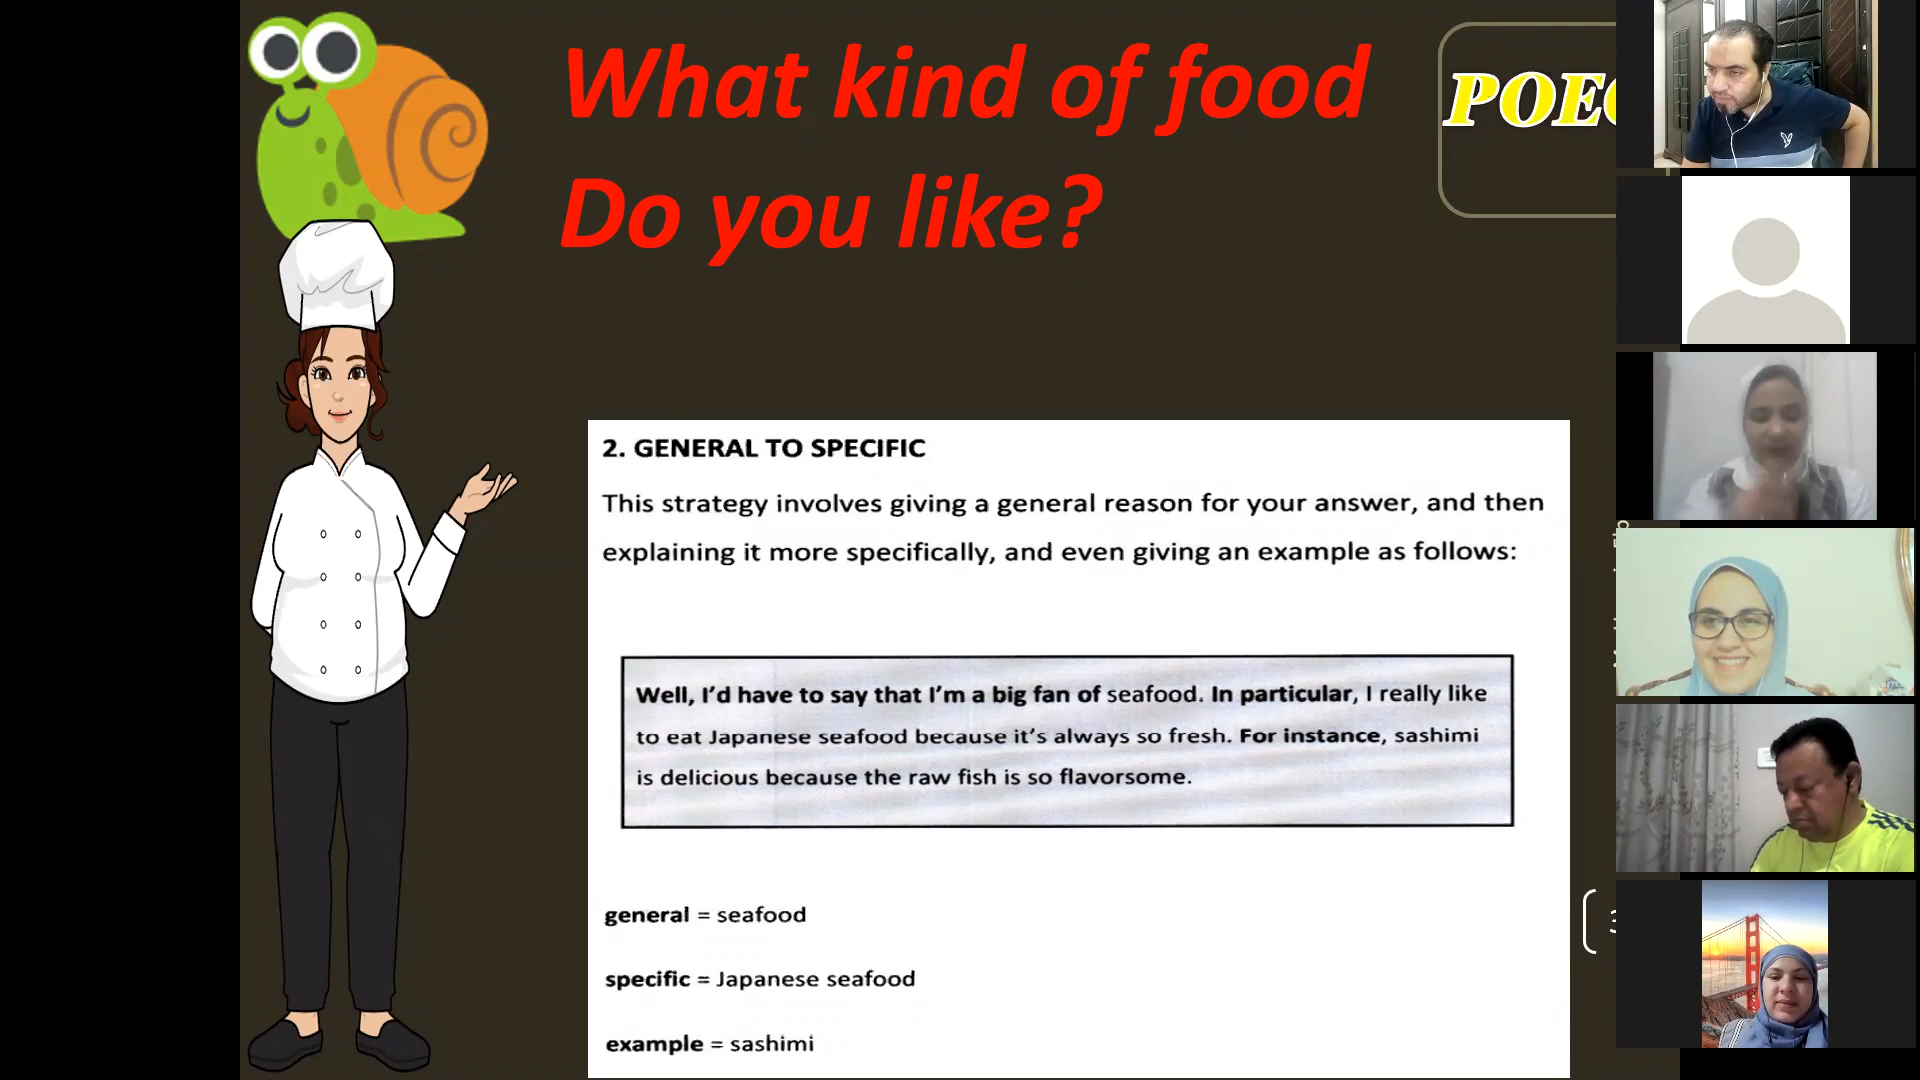 What kind of food
Do you like?
POE
2. GENERAL TO SPECIFIC
This strategy involves giving a general reason for your answer, and then
explaining it more specifically, and even giving an example as follows:
Well, I'd have to say that I'm a big fan of seafood. In particular, I really like
to eat Japanese seafood because it's always so fresh. For instance, sashimi
is delicious because the raw fish is so flavorsome.
general = seafood
specific = Japanese seafood
example = sashimi